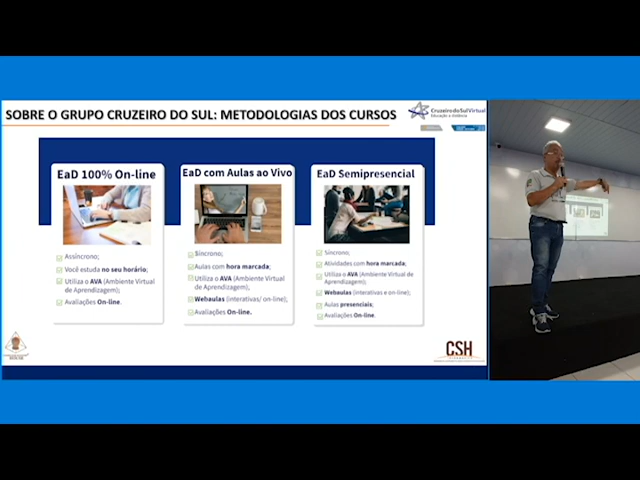 SOBRE O GRUPO CRUZEIRO DO SUL: METODOLOGIAS DOS CURSOS
CruzeirodoSulVirtual
Educação a distância
EaD 100% On-line
Assíncrono;
Você estuda no seu horário;
Utiliza o AVA (Ambiente Virtual
de Aprendizagem);
Avaliações On-line.
EaD com Aulas ao Vivo
Síncrono;
Aulas com hora marcada;
Utiliza o AVA (Ambiente Virtual
de Aprendizagem),
Webaulas (interativas/ on-line);
Avaliações On-line.
EaD Semipresencial
Síncrono;
Atividades com hora marcada;
Utiliza o AVA (Ambiente Virtual de
Aprendizagem);
Webaulas (interativas e on-line);
Aulas presenciais;
Avaliações On-line.
CSH